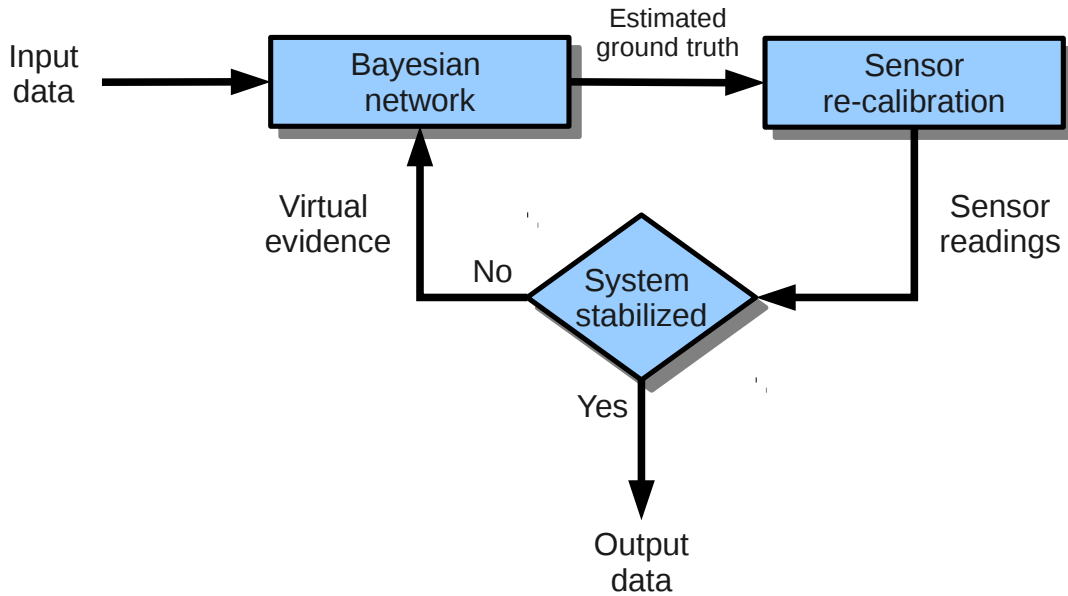 Input
data
Bayesian
network
Estimated
ground truth
Sensor
re-calibration
Virtual
evidence
No
System
stabilized
Sensor
readings
Yes
Output
data